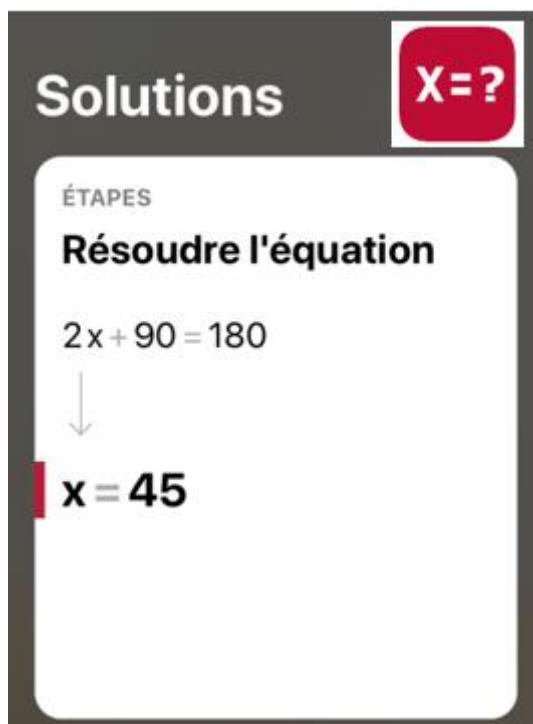 Solutions
X=?
ÉTAPES
Résoudre l'équation
2x+90=180
x=45